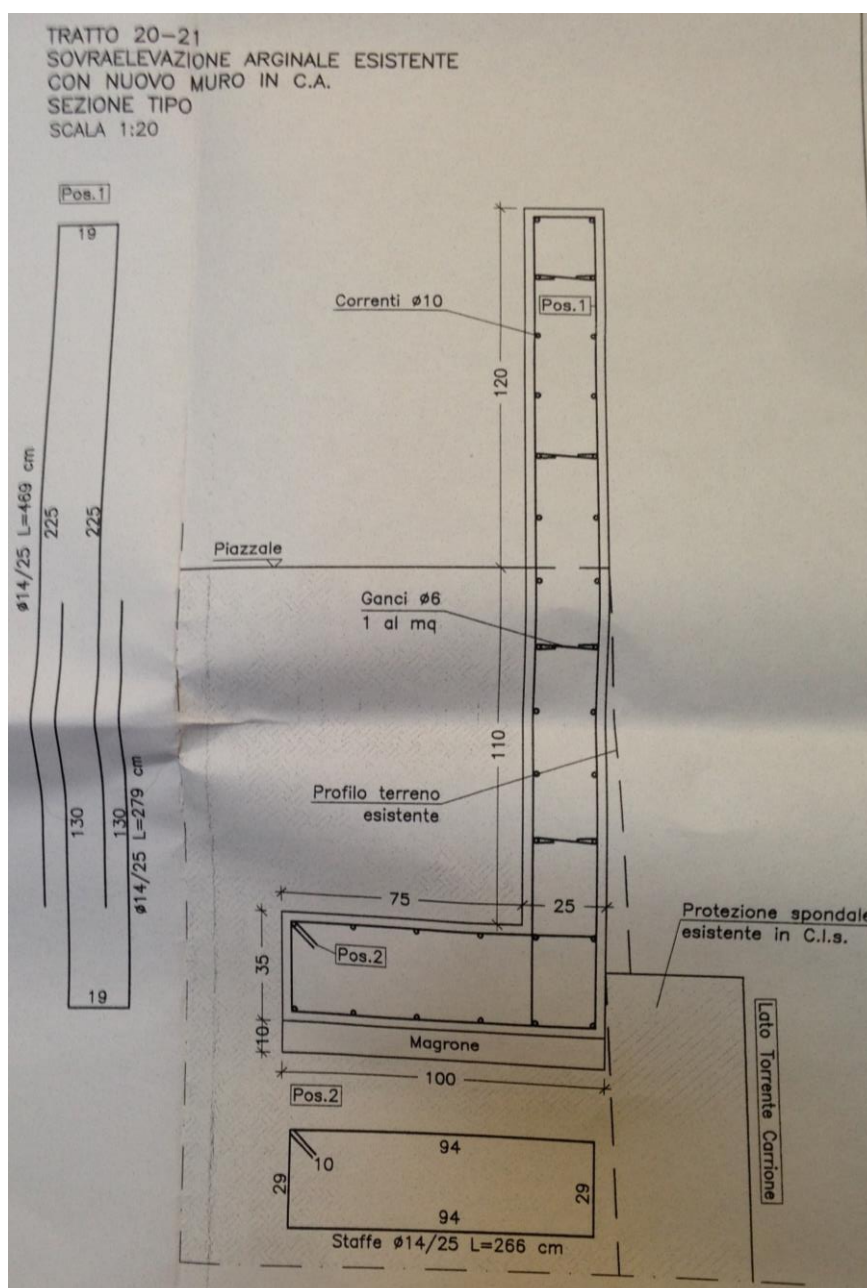 TRATTO 20-21
SOVRAELEVAZIONE ARGINALE ESISTENTE
CON NUOVO MURO IN C.A.
SEZIONE TIPO
SCALA 1:20
Pos.1
19
ø14/25 L=469 cm
225
225
130
130
ø14/25 L=279 cm
19
Correnti ø10
Pos.1
120
Piazzale
Ganci ø6
1 al mq
110
Profilo terreno
esistente
75
25
Protezione spondale
esistente in C.l.s.
Pos.2
35
10
Magrone
100
Lato Torrente Carrione
Pos.2
94
10
29
29
94
Staffe ø14/25 L=266 cm